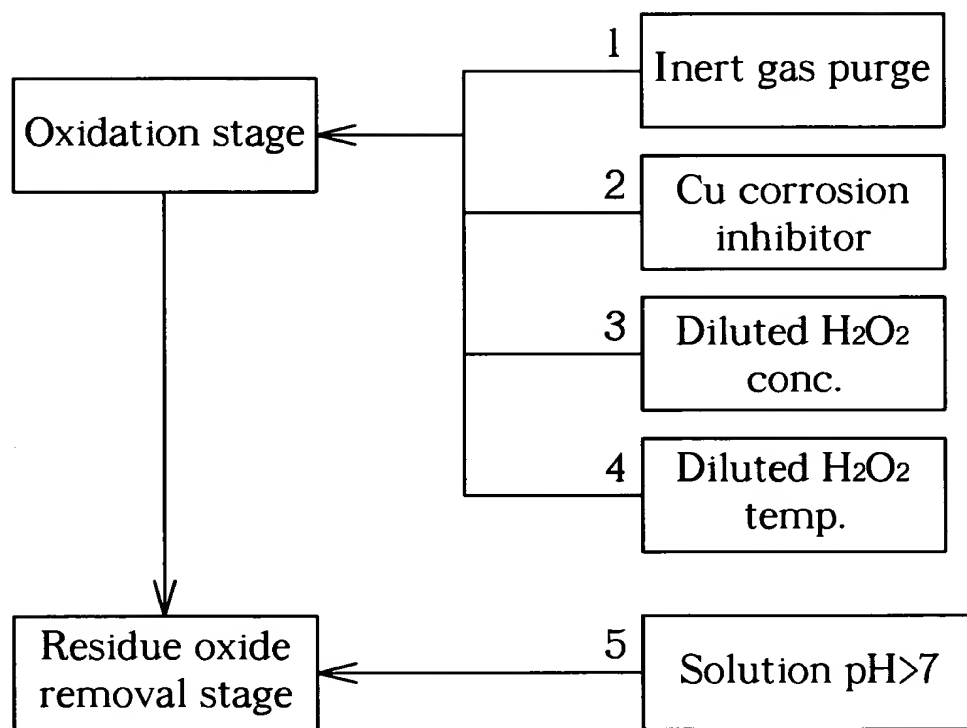 1
Inert gas purge
Oxidation stage
2
Cu corrosion
inhibitor
3
Diluted H2O2
conc.
4
Diluted H2O2
temp.
Residue oxide
removal stage
5
Solution pH>7